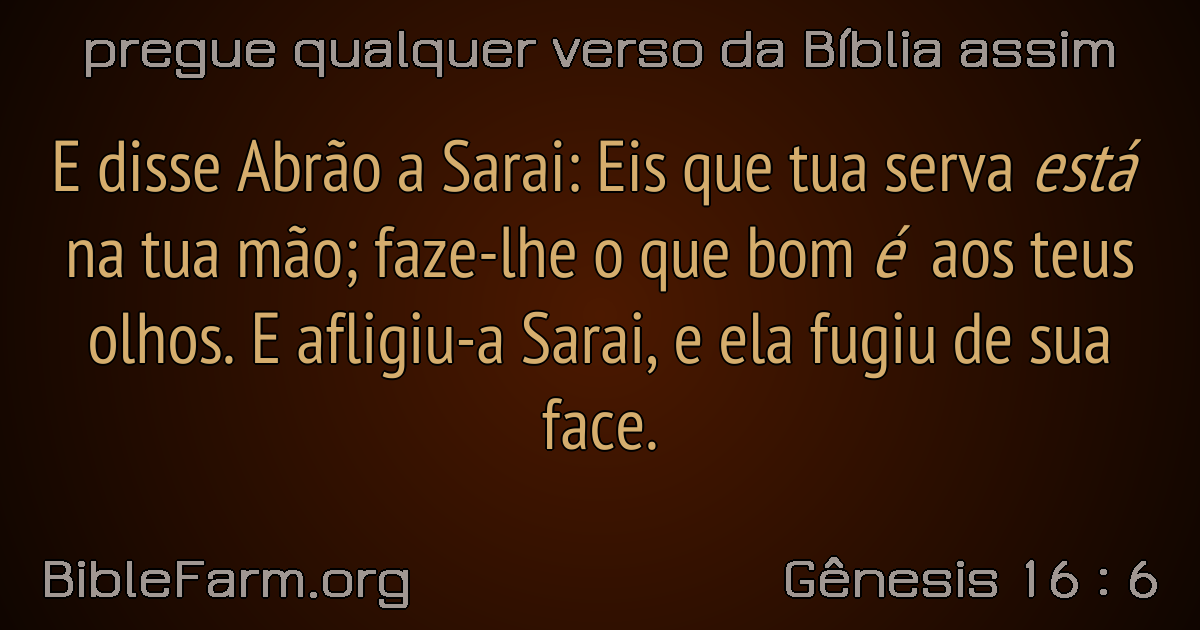 pregue qualquer verso da Bíblia assim
E disse Abrão a Sarai: Eis que tua serva está
na tua mão; faze-lhe o que bom é aos teus
olhos. E afligiu-a Sarai, e ela fugiu de sua
face.
BibleFarm.org
Gênesis 16 : 6